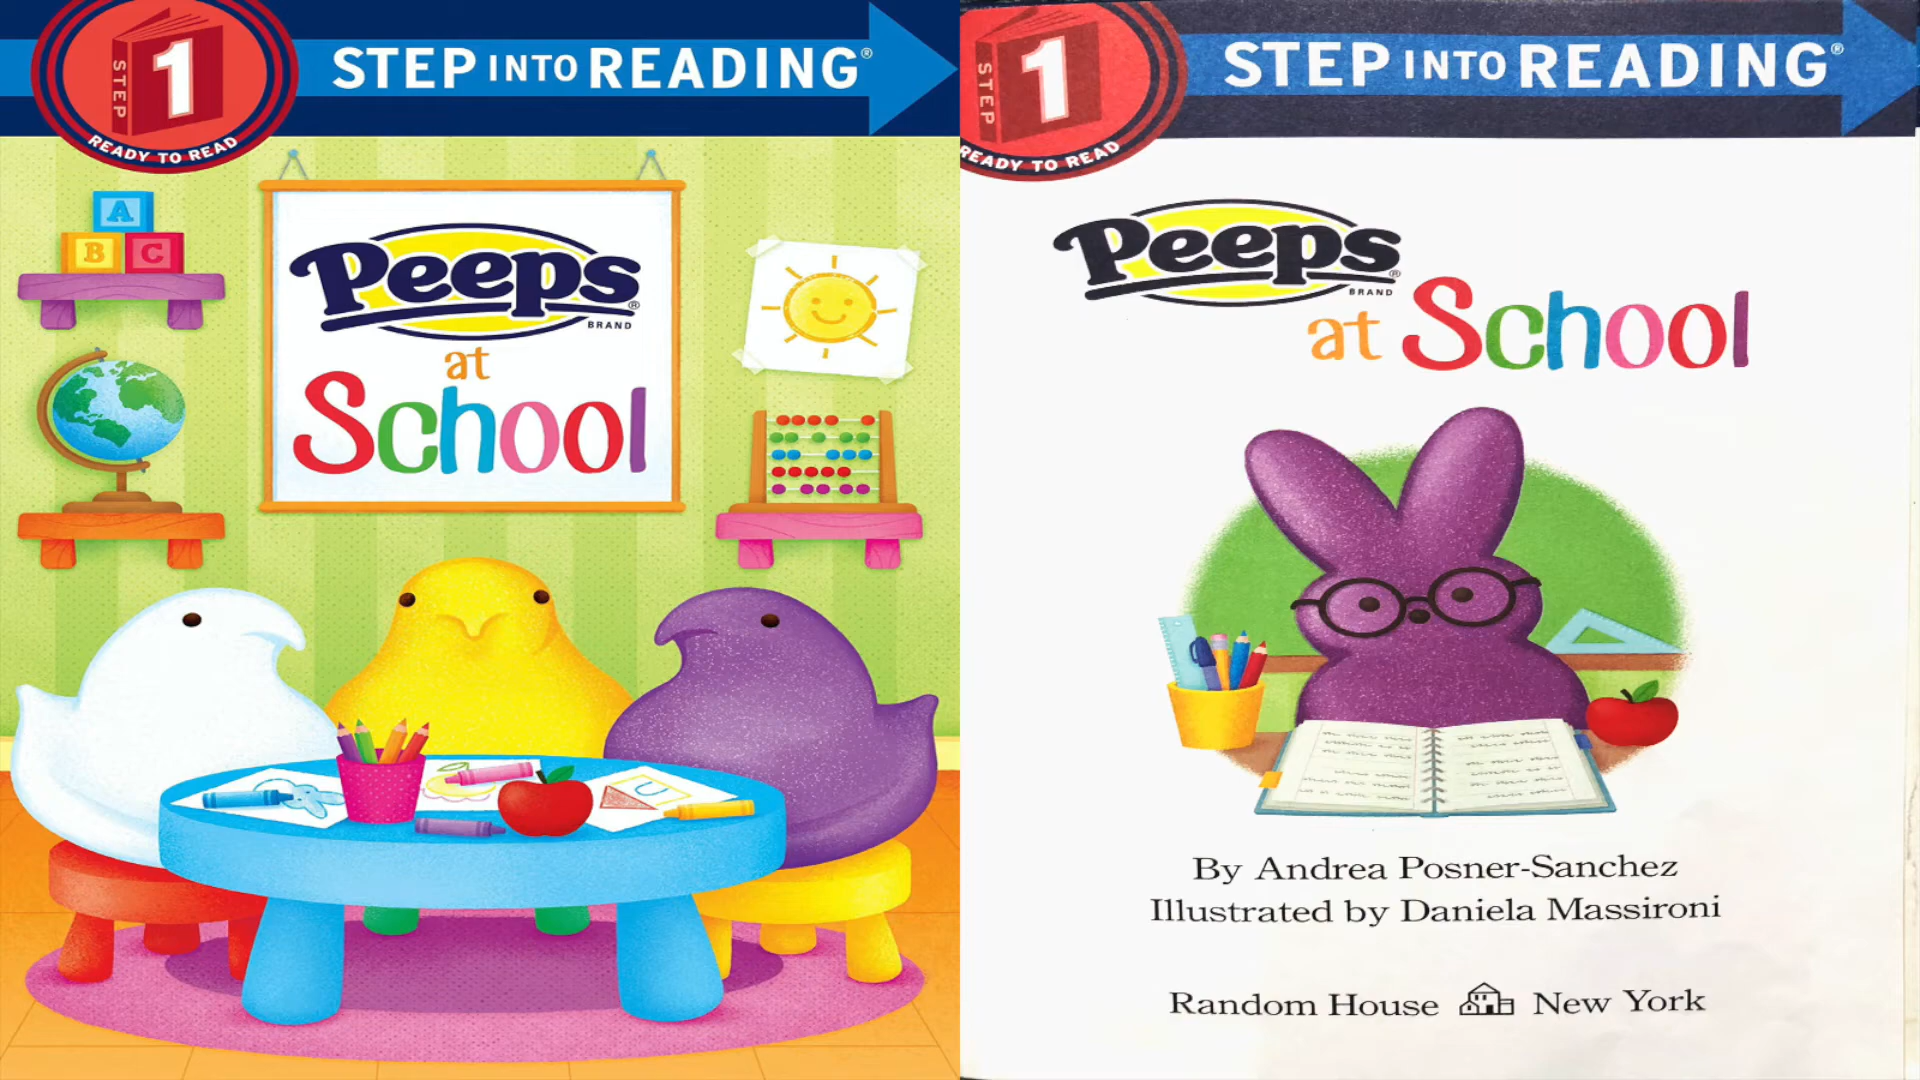 STEP 1
READY TO READ
STEP INTO READING®
A
B C
Peeps®
BRAND
at
School
STEP 1
READY TO READ
STEP INTO READING®
Peeps®
BRAND
at School
By Andrea Posner-Sanchez
Illustrated by Daniela Massironi
Random House New York